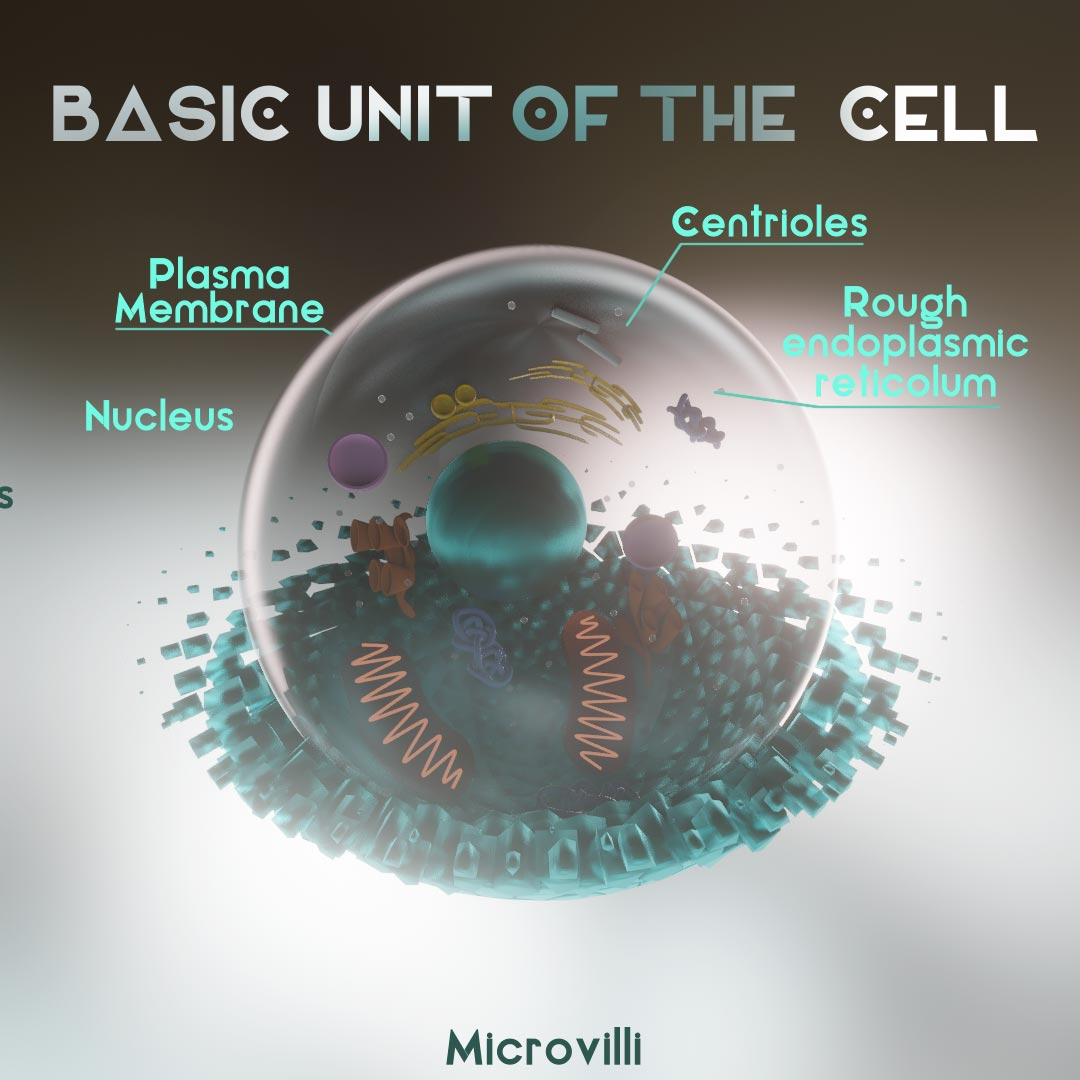 BASIC UNIT OF THE CELL
Centrioles
Plasma
Membrane
Rough
endoplasmic
reticolum
Nucleus
s
Microvilli